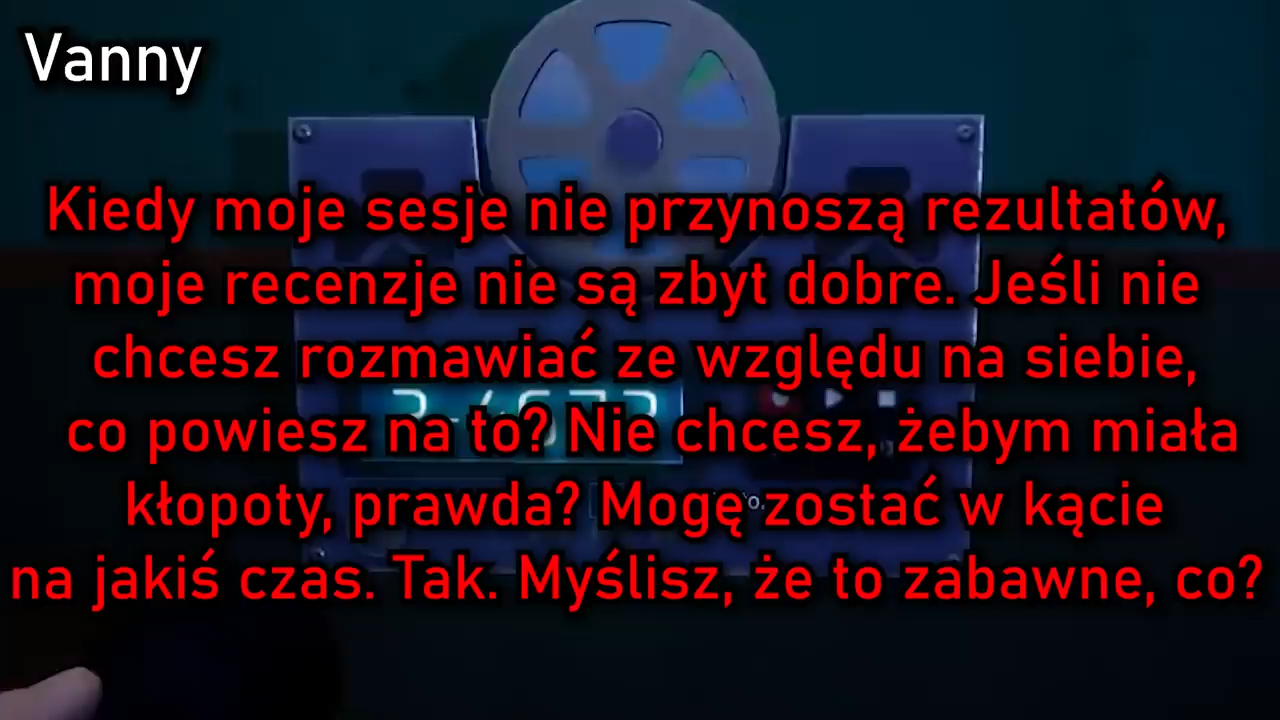 Vanny
Kiedy moje sesje nie przynoszą rezultatów,
moje recenzje nie są zbyt dobre. Jeśli nie
chcesz rozmawiać ze względu na siebie,
co powiesz na to? Nie chcesz, żebym miała
kłopoty, prawda? Mogę zostać w kącie
na jakiś czas. Tak. Myślisz, że to zabawne, co?